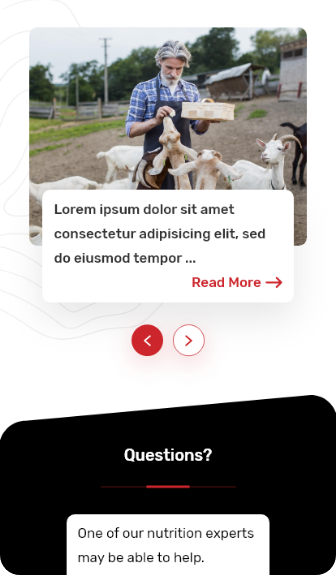 Lorem ipsum dolor sit amet
consectetur adipisicing elit, sed
do eiusmod tempor ...
Read More
Questions?
One of our nutrition experts
may be able to help.